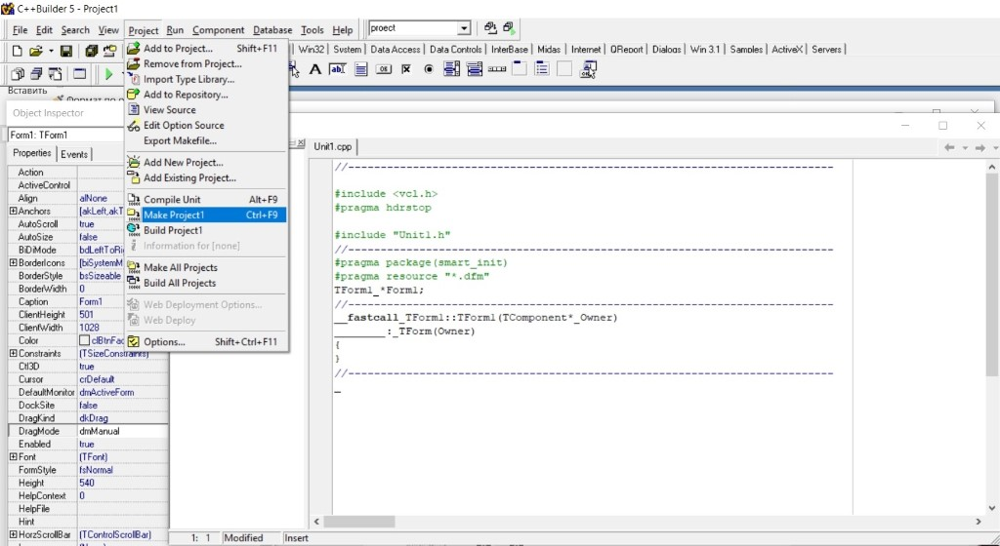 C++Builder 5 - Project1
File Edit Search View Project Run Component Database Tools Help proect
Win32 System Data Access Data Controls InterBase Midas Internet QReport Dialogs Win 3.1 Samples ActiveX Servers
Add to Project... Shift+F11
Remove from Project...
Import Type Library...
Add to Repository...
View Source
Edit Option Source
Export Makefile...
Add New Project...
Add Existing Project...
Compile Unit Alt+F9
Make Project1 Ctrl+F9
Build Project1
Information for [none]
Make All Projects
Build All Projects
Web Deployment Options...
Web Deploy
Options... Shift+Ctrl+F11
Вставить
Формат по
Object Inspector
Form1: TForm1
Properties Events
Action
ActiveControl
Align alNone
Anchors [akLeft,akT
AutoScroll true
AutoSize false
BiDiMode bdLeftToRi
BorderIcons [biSystemM
BorderStyle bsSizeable
BorderWidth 0
Caption Form1
ClientHeight 501
ClientWidth 1028
Color clBtnFac
Constraints (TSizeConstraints)
Ctl3D true
Cursor crDefault
DefaultMonitor dmActiveForm
DockSite false
DragKind dkDrag
DragMode dmManual
Enabled true
Font (TFont)
FormStyle fsNormal
Height 540
HelpContext 0
HelpFile
Hint
HorzScrollBar (TControlScrollBar)
Unit1.cpp
//---------------------------------------------------------------------------
#include <vcl.h>
#pragma hdrstop
#include "Unit1.h"
//---------------------------------------------------------------------------
#pragma package(smart_init)
#pragma resource "*.dfm"
TForm1_*Form1;
//---------------------------------------------------------------------------
__fastcall_TForm1::TForm1(TComponent*_Owner)
________:_TForm(Owner)
{
}
//---------------------------------------------------------------------------
1: 1 Modified Insert